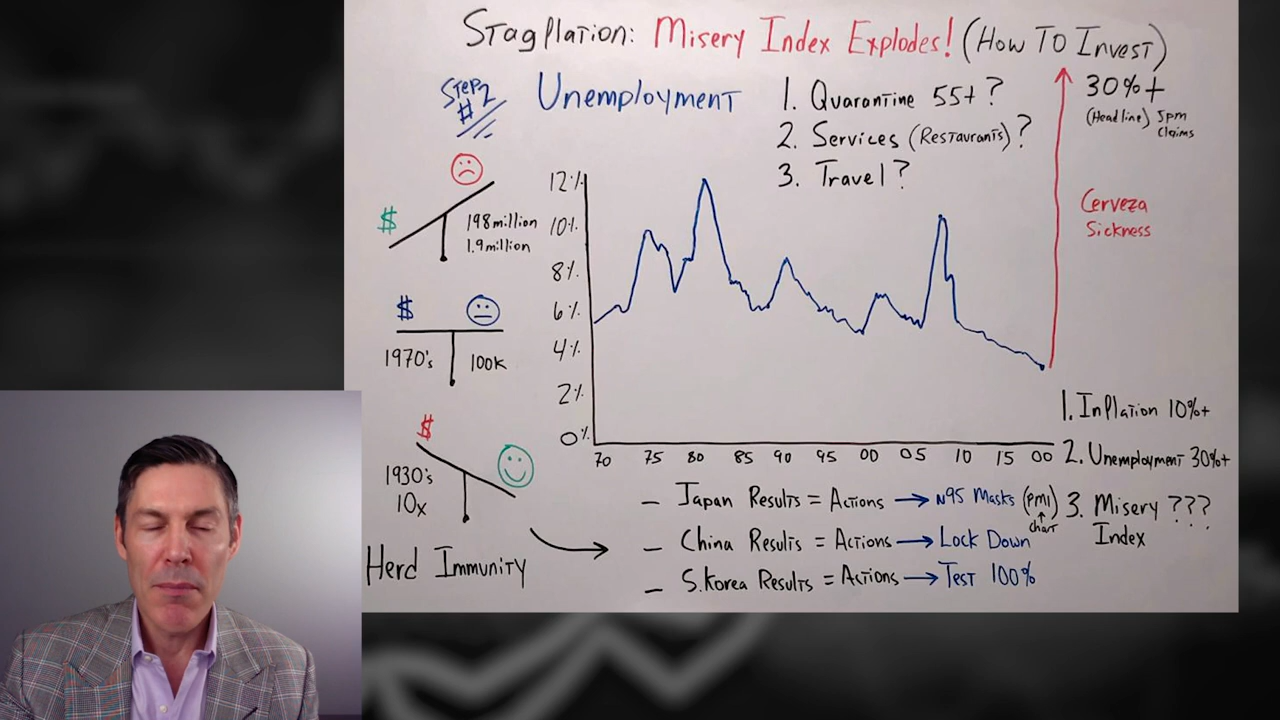 Stagflation: Misery Index Explodes! (How To Invest)
Step
# 2
Unemployment
1. Quarantine 55+ ?
2. Services (Restaurants) ?
3. Travel ?
30%+
(Headline) 5pm
Claims
Cerveza
Sickness
$
198 million
1.9 million
$
1970's
100K
$
1930's
10x
Herd Immunity
12%
10%
8%
6%
4%
2%
0%
70 75 80 85 90 95 00 05 10 15 00
- Japan Results = Actions → N95 Masks (PMI)
↑
chart
- China Results = Actions → Lock Down
- S.Korea Results = Actions → Test 100%
1. Inflation 10%+
2. Unemployment 30%+
3. Misery ???
Index